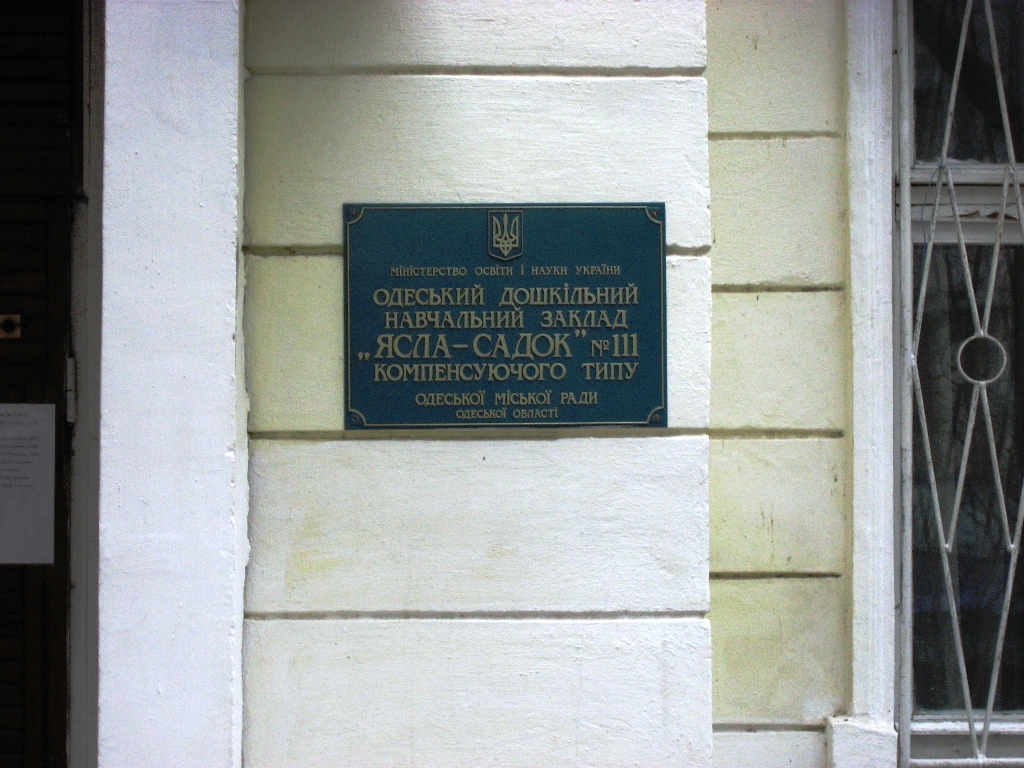 МІНІСТЕРСТВО ОСВІТИ І НАУКИ УКРАЇНИ
ОДЕСЬКИЙ ДОШКІЛЬНИЙ
НАВЧАЛЬНИЙ ЗАКЛАД
„ЯСЛА–САДОК” №111
КОМПЕНСУЮЧОГО ТИПУ
ОДЕСЬКОЇ МІСЬКОЇ РАДИ
ОДЕСЬКОЇ ОБЛАСТІ